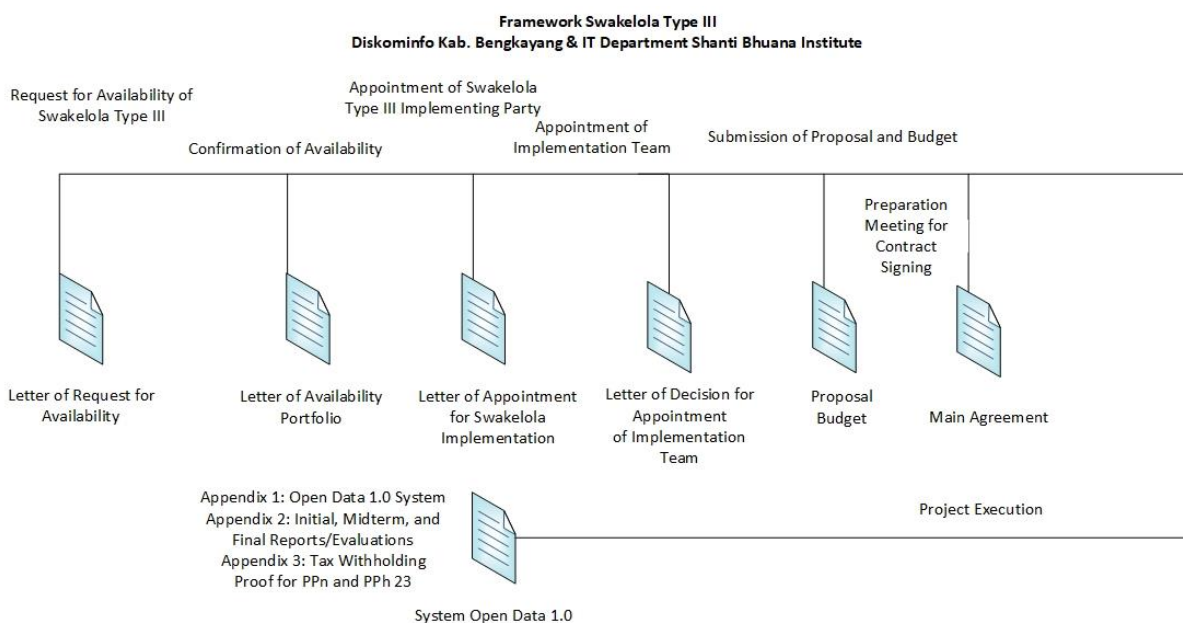 Framework Swakelola Type III
Diskominfo Kab. Bengkayang & IT Department Shanti Bhuana Institute
Request for Availability of
Swakelola Type III
Confirmation of Availability
Appointment of Swakelola
Type III Implementing Party
Appointment of
Implementation Team
Submission of Proposal and Budget
Preparation
Meeting for
Contract
Signing
Letter of Request for
Availability
Letter of Availability
Portfolio
Letter of Appointment
for Swakelola
Implementation
Letter of Decision for
Appointment
of Implementation
Team
Proposal
Budget
Main Agreement
Appendix 1: Open Data 1.0 System
Appendix 2: Initial, Midterm, and
Final Reports/Evaluations
Appendix 3: Tax Withholding
Proof for PPn and PPh 23
System Open Data 1.0
Project Execution